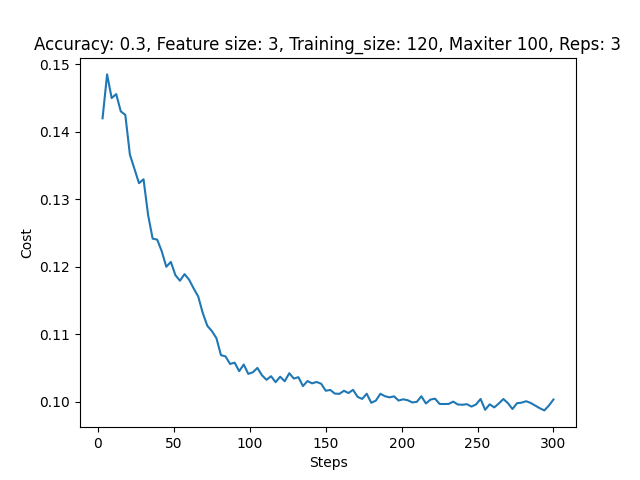 Accuracy: 0.3, Feature size: 3, Training_size: 120, Maxiter 100, Reps: 3
0.15
0.14
0.13
0.12
0.11
0.10
Cost
0 50 100 150 200 250 300
Steps